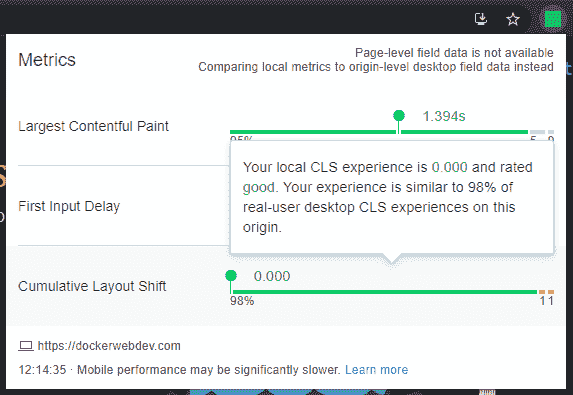 Metrics
Page-level field data is not available
Comparing local metrics to origin-level desktop field data instead
Largest Contentful Paint
1.394s
Your local CLS experience is 0.000 and rated
good. Your experience is similar to 98% of
real-user desktop CLS experiences on this
origin.
First Input Delay
Cumulative Layout Shift
0.000
98%
1 1
https://dockerwebdev.com
12:14:35 · Mobile performance may be significantly slower. Learn more